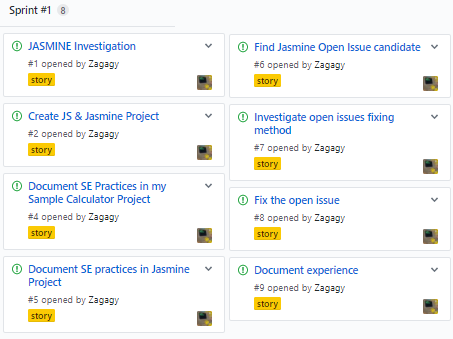 Sprint #1 8
JASMINE Investigation
#1 opened by Zagagy
story
Create JS & Jasmine Project
#2 opened by Zagagy
story
Document SE Practices in my
Sample Calculator Project
#4 opened by Zagagy
story
Document SE practices in Jasmine
Project
#5 opened by Zagagy
story
Find Jasmine Open Issue candidate
#6 opened by Zagagy
story
Investigate open issues fixing
method
#7 opened by Zagagy
story
Fix the open issue
#8 opened by Zagagy
story
Document experience
#9 opened by Zagagy
story